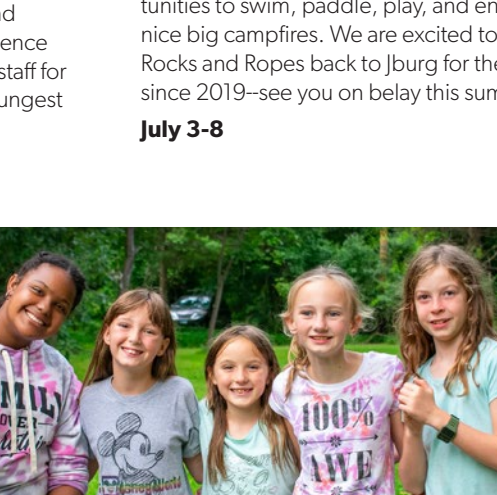 ence
staff for
ungest
tunities to swim, paddle, play, and en
nice big campfires. We are excited to
Rocks and Ropes back to Jburg for the
since 2019--see you on belay this sum
July 3-8
100%
AWE